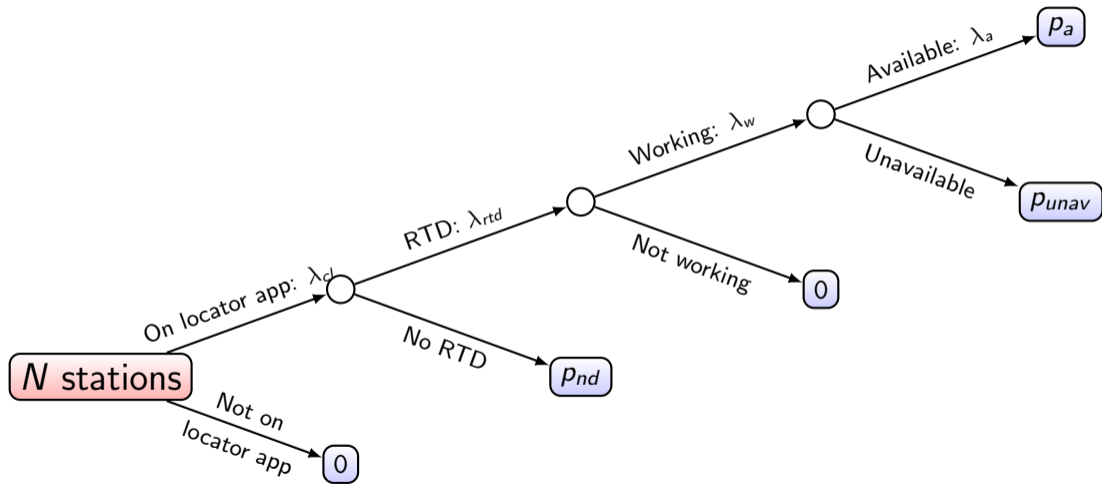 Available: λa
pa
Working: λw
Unavailable
punav
RTD: λrtd
Not working
0
On locator app: λcl
No RTD
pnd
N stations
Not on
locator app
0